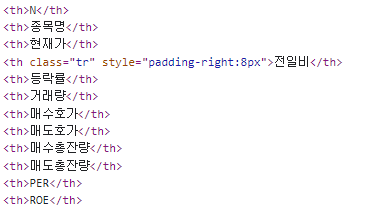 <th>N</th>
<th>종목명</th>
<th>현재가</th>
<th class="tr" style="padding-right:8px">전일비</th>
<th>등락률</th>
<th>거래량</th>
<th>매수호가</th>
<th>매도호가</th>
<th>매수총잔량</th>
<th>매도총잔량</th>
<th>PER</th>
<th>ROE</th>